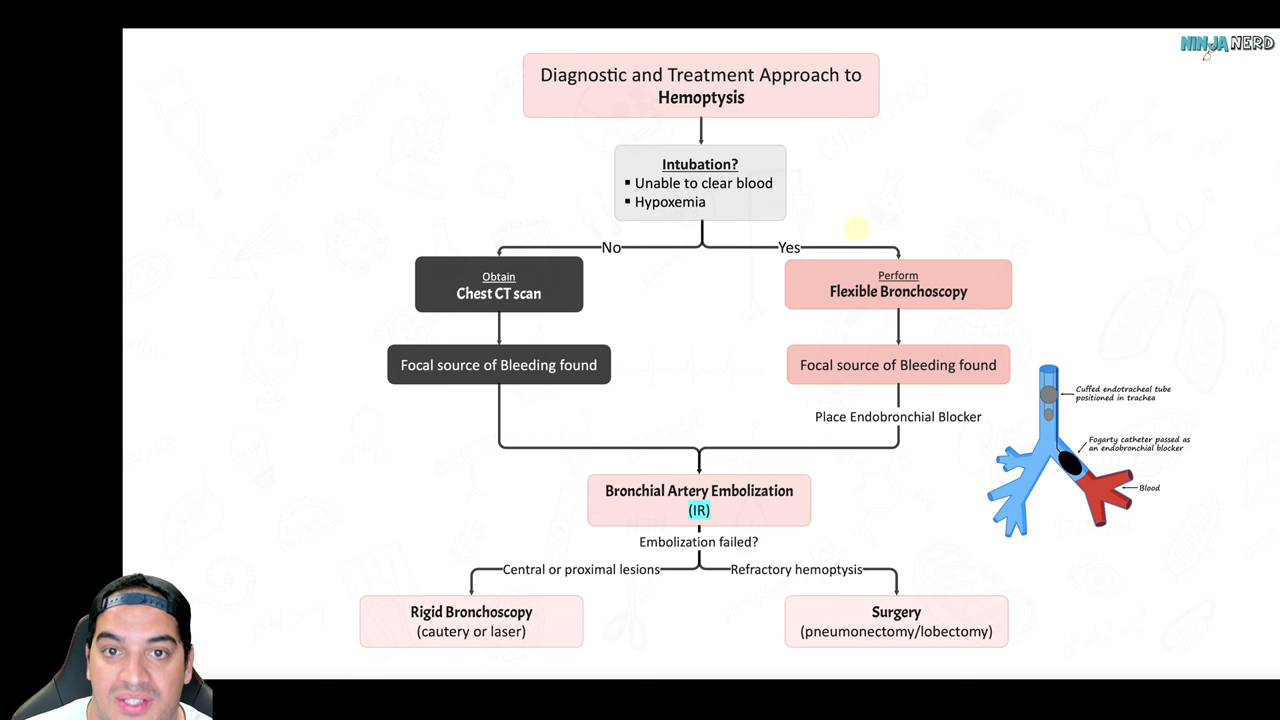 NINJA NERD
Diagnostic and Treatment Approach to
Hemoptysis
Intubation?
▪ Unable to clear blood
▪ Hypoxemia
No
Yes
Obtain
Chest CT scan
Perform
Flexible Bronchoscopy
Focal source of Bleeding found
Focal source of Bleeding found
Place Endobronchial Blocker
Cuffed endotracheal tube
positioned in trachea
Fogarty catheter passed as
an endobronchial blocker
Blood
Bronchial Artery Embolization
(IR)
Embolization failed?
Central or proximal lesions
Refractory hemoptysis
Rigid Bronchoscopy
(cautery or laser)
Surgery
(pneumonectomy/lobectomy)